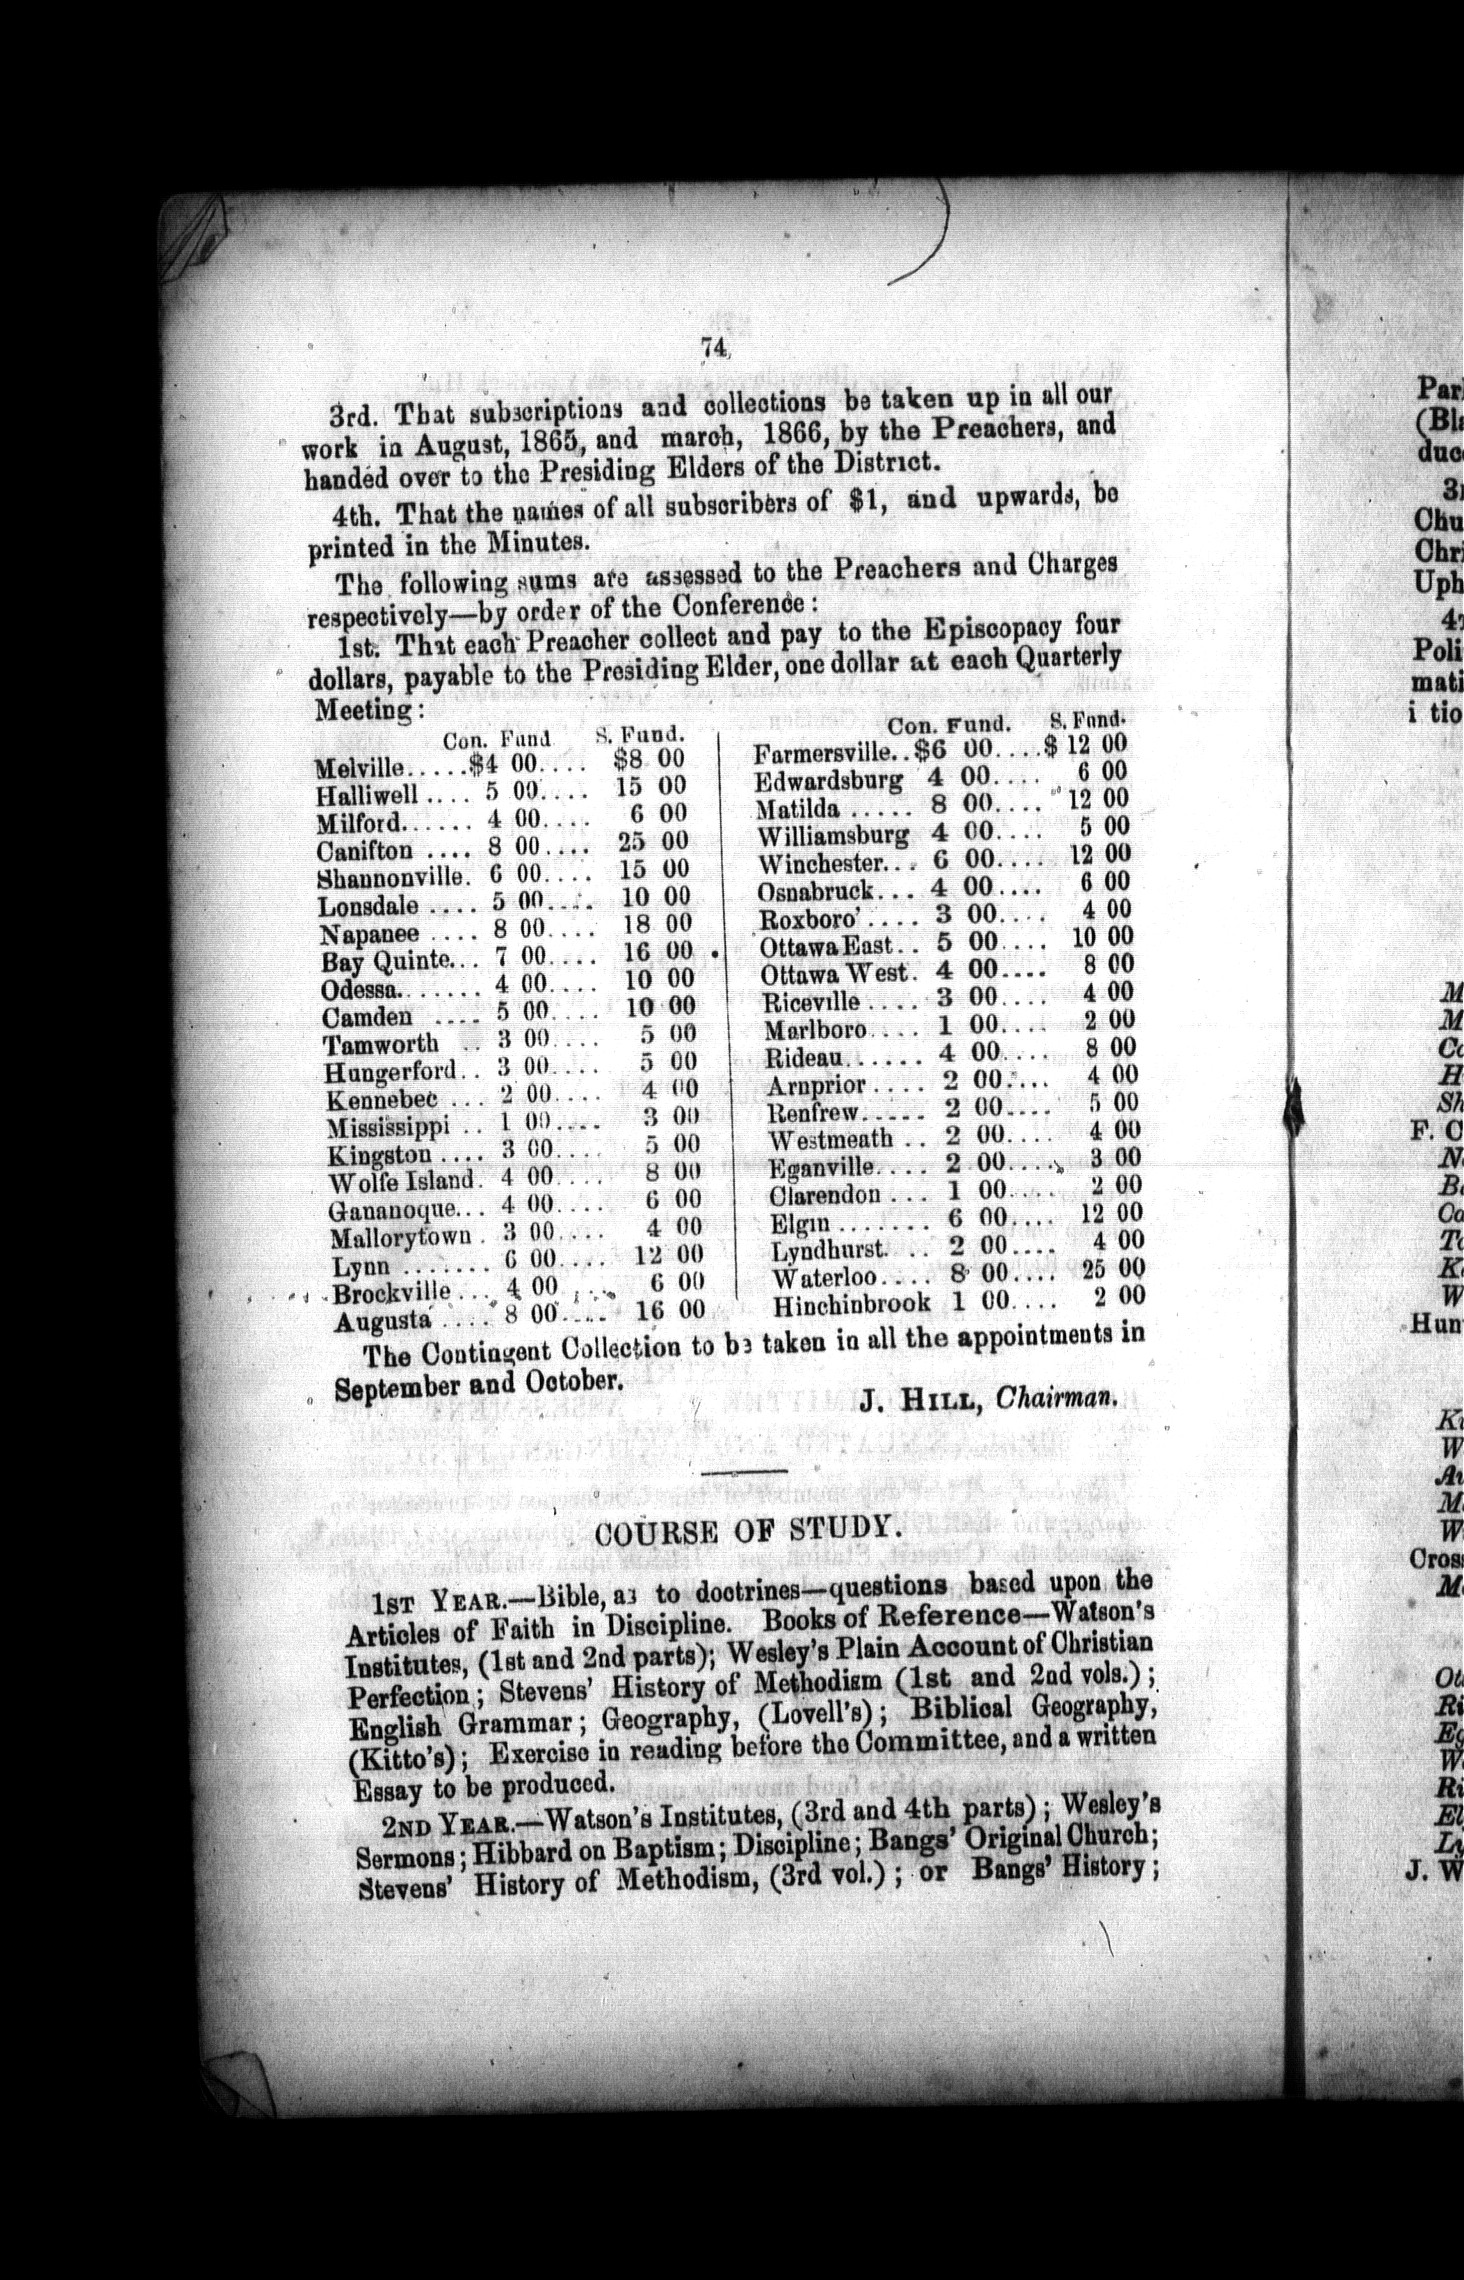 74
3rd. That subscriptions and collections be taken up in all our
work in August, 1865, and march, 1866, by the Preachers, and
handed over to the Presiding Elders of the District.
4th. That the names of all subscribers of $1, and upwards, be
printed in the Minutes.
The following sums are assessed to the Preachers and Charges
respectively—by order of the Conference:
1st. That each Preacher collect and pay to the Episcopacy four
dollars, payable to the Presiding Elder, one dollar at each Quarterly
Meeting:
Con. Fund S. Fund.
Melville.....$4 00.... $8 00
Halliwell .... 5 00.... 15 00
Milford...... 4 00.... 6 00
Canifton .... 8 00.... 25 00
Shannonville. 6 00.... 15 00
Lonsdale .... 5 00.... 10 00
Napanee .... 8 00.... 18 00
Bay Quinte... 7 00.... 16 00
Odessa....... 4 00.... 10 00
Camden .... 5 00.... 10 00
Tamworth .. 3 00.... 5 00
Hungerford.. 3 00.... 5 00
Kennebec ... 2 00.... 4 00
Mississippi .. 1 00.... 3 00
Kingston .... 3 00.... 5 00
Wolfe Island. 4 00.... 8 00
Gananoque... 4 00.... 6 00
Mallorytown . 3 00.... 4 00
Lynn ....... 6 00.... 12 00
Brockville ... 4 00 .... 6 00
Augusta .... 8 00.... 16 00
Con. Fund. S. Fund.
Farmersville..$6 00....$ 12 00
Edwardsburg 4 00.... 6 00
Matilda ..... 8 00.... 12 00
Williamsburg 4 00.... 5 00
Winchester... 6 00.... 12 00
Osnabruck... 4 00.... 6 00
Roxboro' .... 3 00.... 4 00
Ottawa East.. 5 00.... 10 00
Ottawa West. 4 00.... 8 00
Riceville .... 3 00.... 4 00
Marlboro.... 1 00.... 2 00
Rideau...... 4 00.... 8 00
Arnprior .... 2 00.... 4 00
Renfrew..... 2 00.... 5 00
Westmeath .. 2 00.... 4 00
Eganville.... 2 00.... 3 00
Clarendon ... 1 00.... 2 00
Elgin ....... 6 00.... 12 00
Lyndhurst... 2 00.... 4 00
Waterloo.... 8 00.... 25 00
Hinchinbrook 1 00.... 2 00
The Contingent Collection to be taken in all the appointments in
September and October.
J. HILL, Chairman.
COURSE OF STUDY.
1ST YEAR.—Bible, as to doctrines—questions based upon the
Articles of Faith in Discipline. Books of Reference—Watson's
Institutes, (1st and 2nd parts); Wesley's Plain Account of Christian
Perfection; Stevens' History of Methodism (1st and 2nd vols.);
English Grammar; Geography, (Lovell's); Biblical Geography,
(Kitto's); Exercise in reading before the Committee, and a written
Essay to be produced.
2ND YEAR.—Watson's Institutes, (3rd and 4th parts); Wesley's
Sermons; Hibbard on Baptism; Discipline; Bangs' Original Church;
Stevens' History of Methodism, (3rd vol.); or Bangs' History;